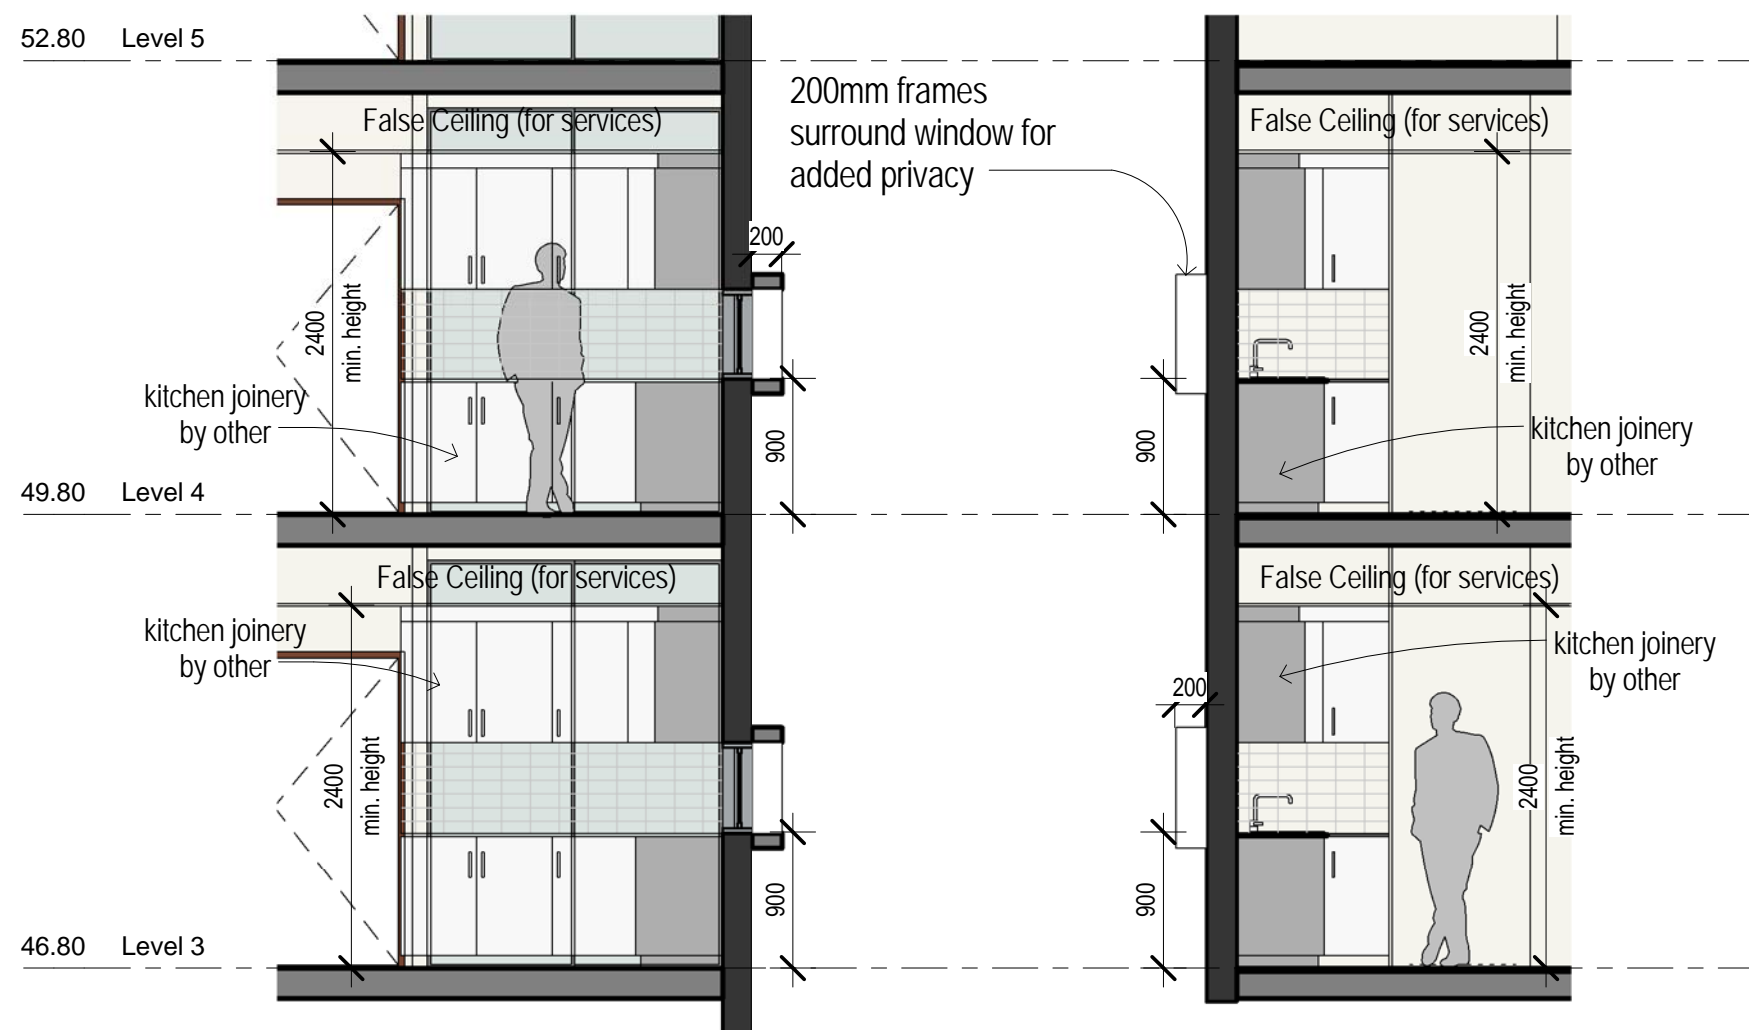 52.80 Level 5
200mm frames
surround window for
added privacy
False Ceiling (for services)
False Ceiling (for services)
200
2400
min. height
2400
min. height
kitchen joinery
by other
900
900
kitchen joinery
by other
49.80 Level 4
False Ceiling (for services)
False Ceiling (for services)
kitchen joinery
by other
kitchen joinery
by other
200
2400
min. height
2400
min. height
900
900
46.80 Level 3